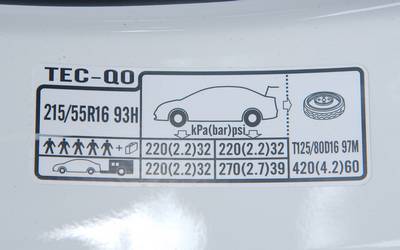 TEC-Q0
215/55R16 93H
kPa(bar)psi
220(2.2)32 220(2.2)32 T125/80D16 97M
220(2.2)32 270(2.7)39 420(4.2)60